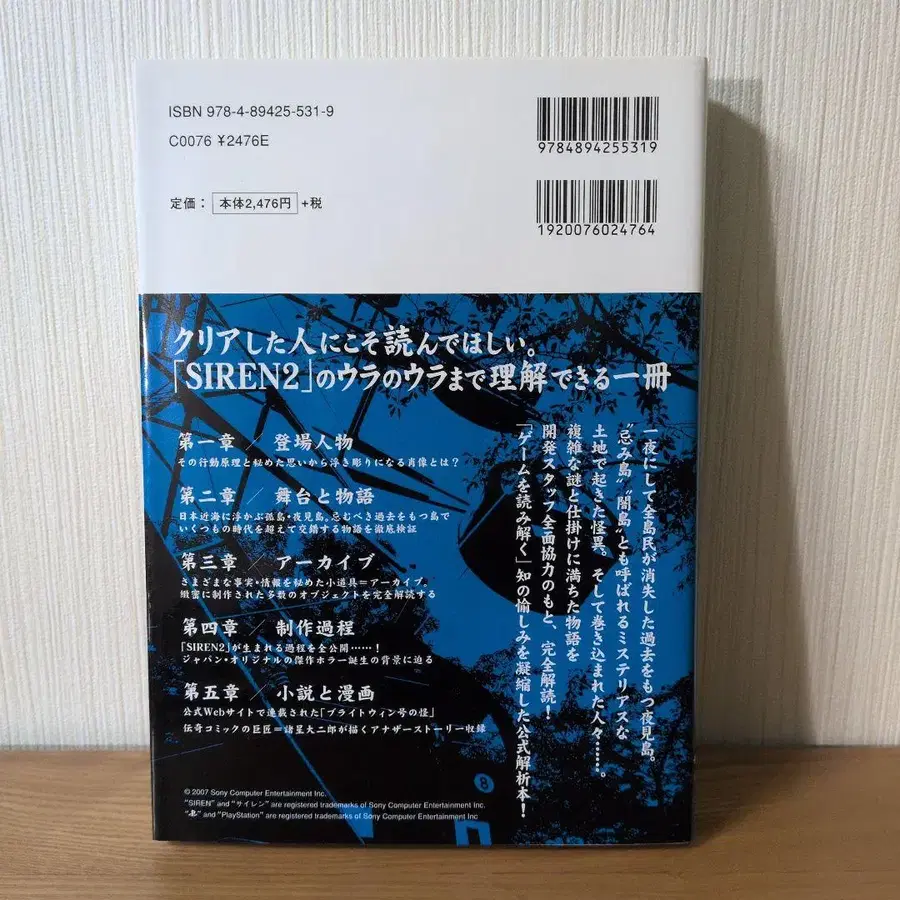 ISBN 978-4-89425-531-9
C0076 ¥2476E
定価： 本体2,476円 +税
9784894255319
1920076024764
クリアした人にこそ読んでほしい。
「SIREN2」のウラのウラまで理解できる一冊
一夜にして全島民が消失した過去をもつ夜見島。
“忌み島”“闇島”とも呼ばれるミステリアスな
土地で起きた怪異。そして巻き込まれた人々……。
複雑な謎と仕掛けに満ちた物語を
開発スタッフ全面協力のもと、完全解読！
「ゲームを読み解く」知の愉しみを凝縮した公式解析本！
第一章／登場人物
その行動原理と秘めた思いから浮き彫りになる肖像とは？
第二章／舞台と物語
日本近海に浮かぶ孤島・夜見島。忌むべき過去をもつ島で
いくつもの時代を超えて交錯する物語を徹底検証
第三章／アーカイブ
さまざまな事実・情報を秘めた小道具＝アーカイブ。
緻密に制作された多数のオブジェクトを完全解読する
第四章／制作過程
「SIREN2」が生まれる過程を全公開……！
ジャパン・オリジナルの傑作ホラー誕生の背景に迫る
第五章／小説と漫画
公式Webサイトで連載された「ブライトウィン号の怪」
伝奇コミックの巨匠＝諸星大二郎が描くアナザーストーリー収録
© 2007 Sony Computer Entertainment Inc.
"SIREN" and "サイレン" are registered trademarks of Sony Computer Entertainment Inc.
" " and "PlayStation" are registered trademarks of Sony Computer Entertainment Inc
8